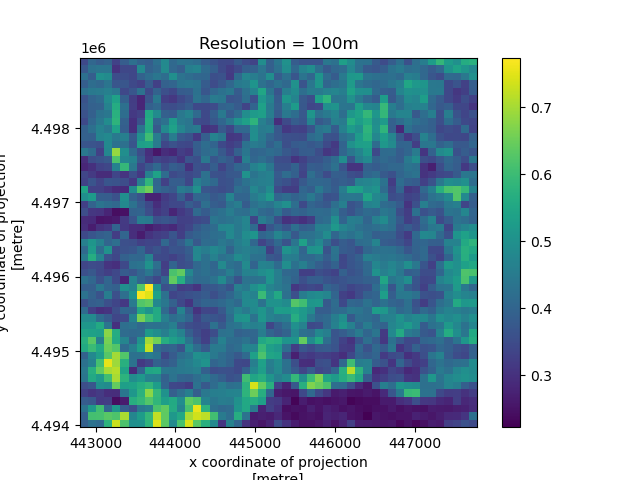 Resolution = 100m
1e6
4.498
4.497
4.496
4.495
4.494
y coordinate of projection
[metre]
443000 444000 445000 446000 447000
x coordinate of projection
[metre]
0.7
0.6
0.5
0.4
0.3